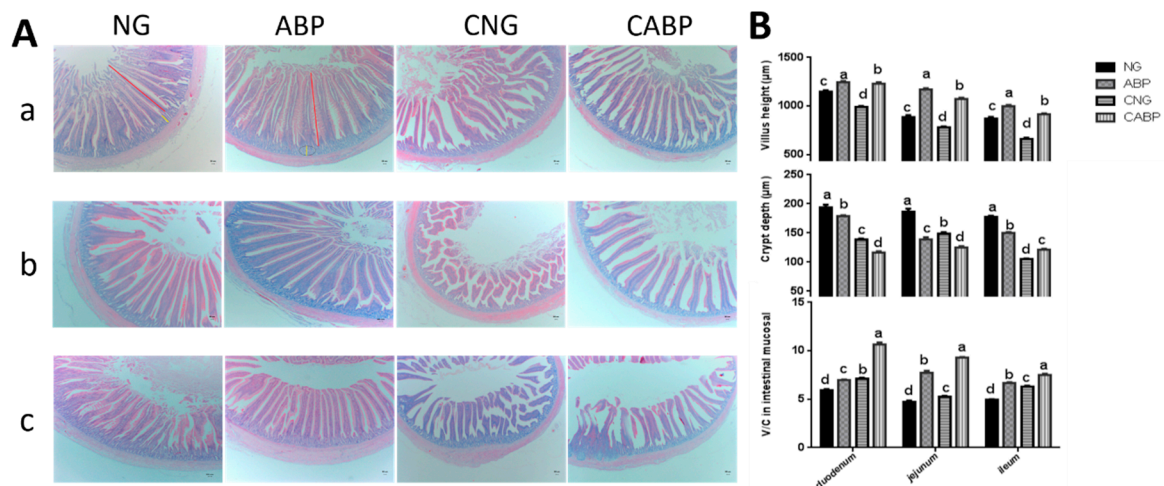 A
NG
ABP
CNG
CABP
a
b
c
B
Villus height (μm)
1500
1000
500
c
a
d
b
c
a
d
b
c
a
d
b
NG
ABP
CNG
CABP
Crypt depth (μm)
250
200
150
100
50
a
b
c
d
a
c
b
d
a
b
d
c
V/C in intestinal mucosal
15
10
5
0
d
c
b
a
d
b
c
a
d
b
c
a
duodenum
jejunum
ileum